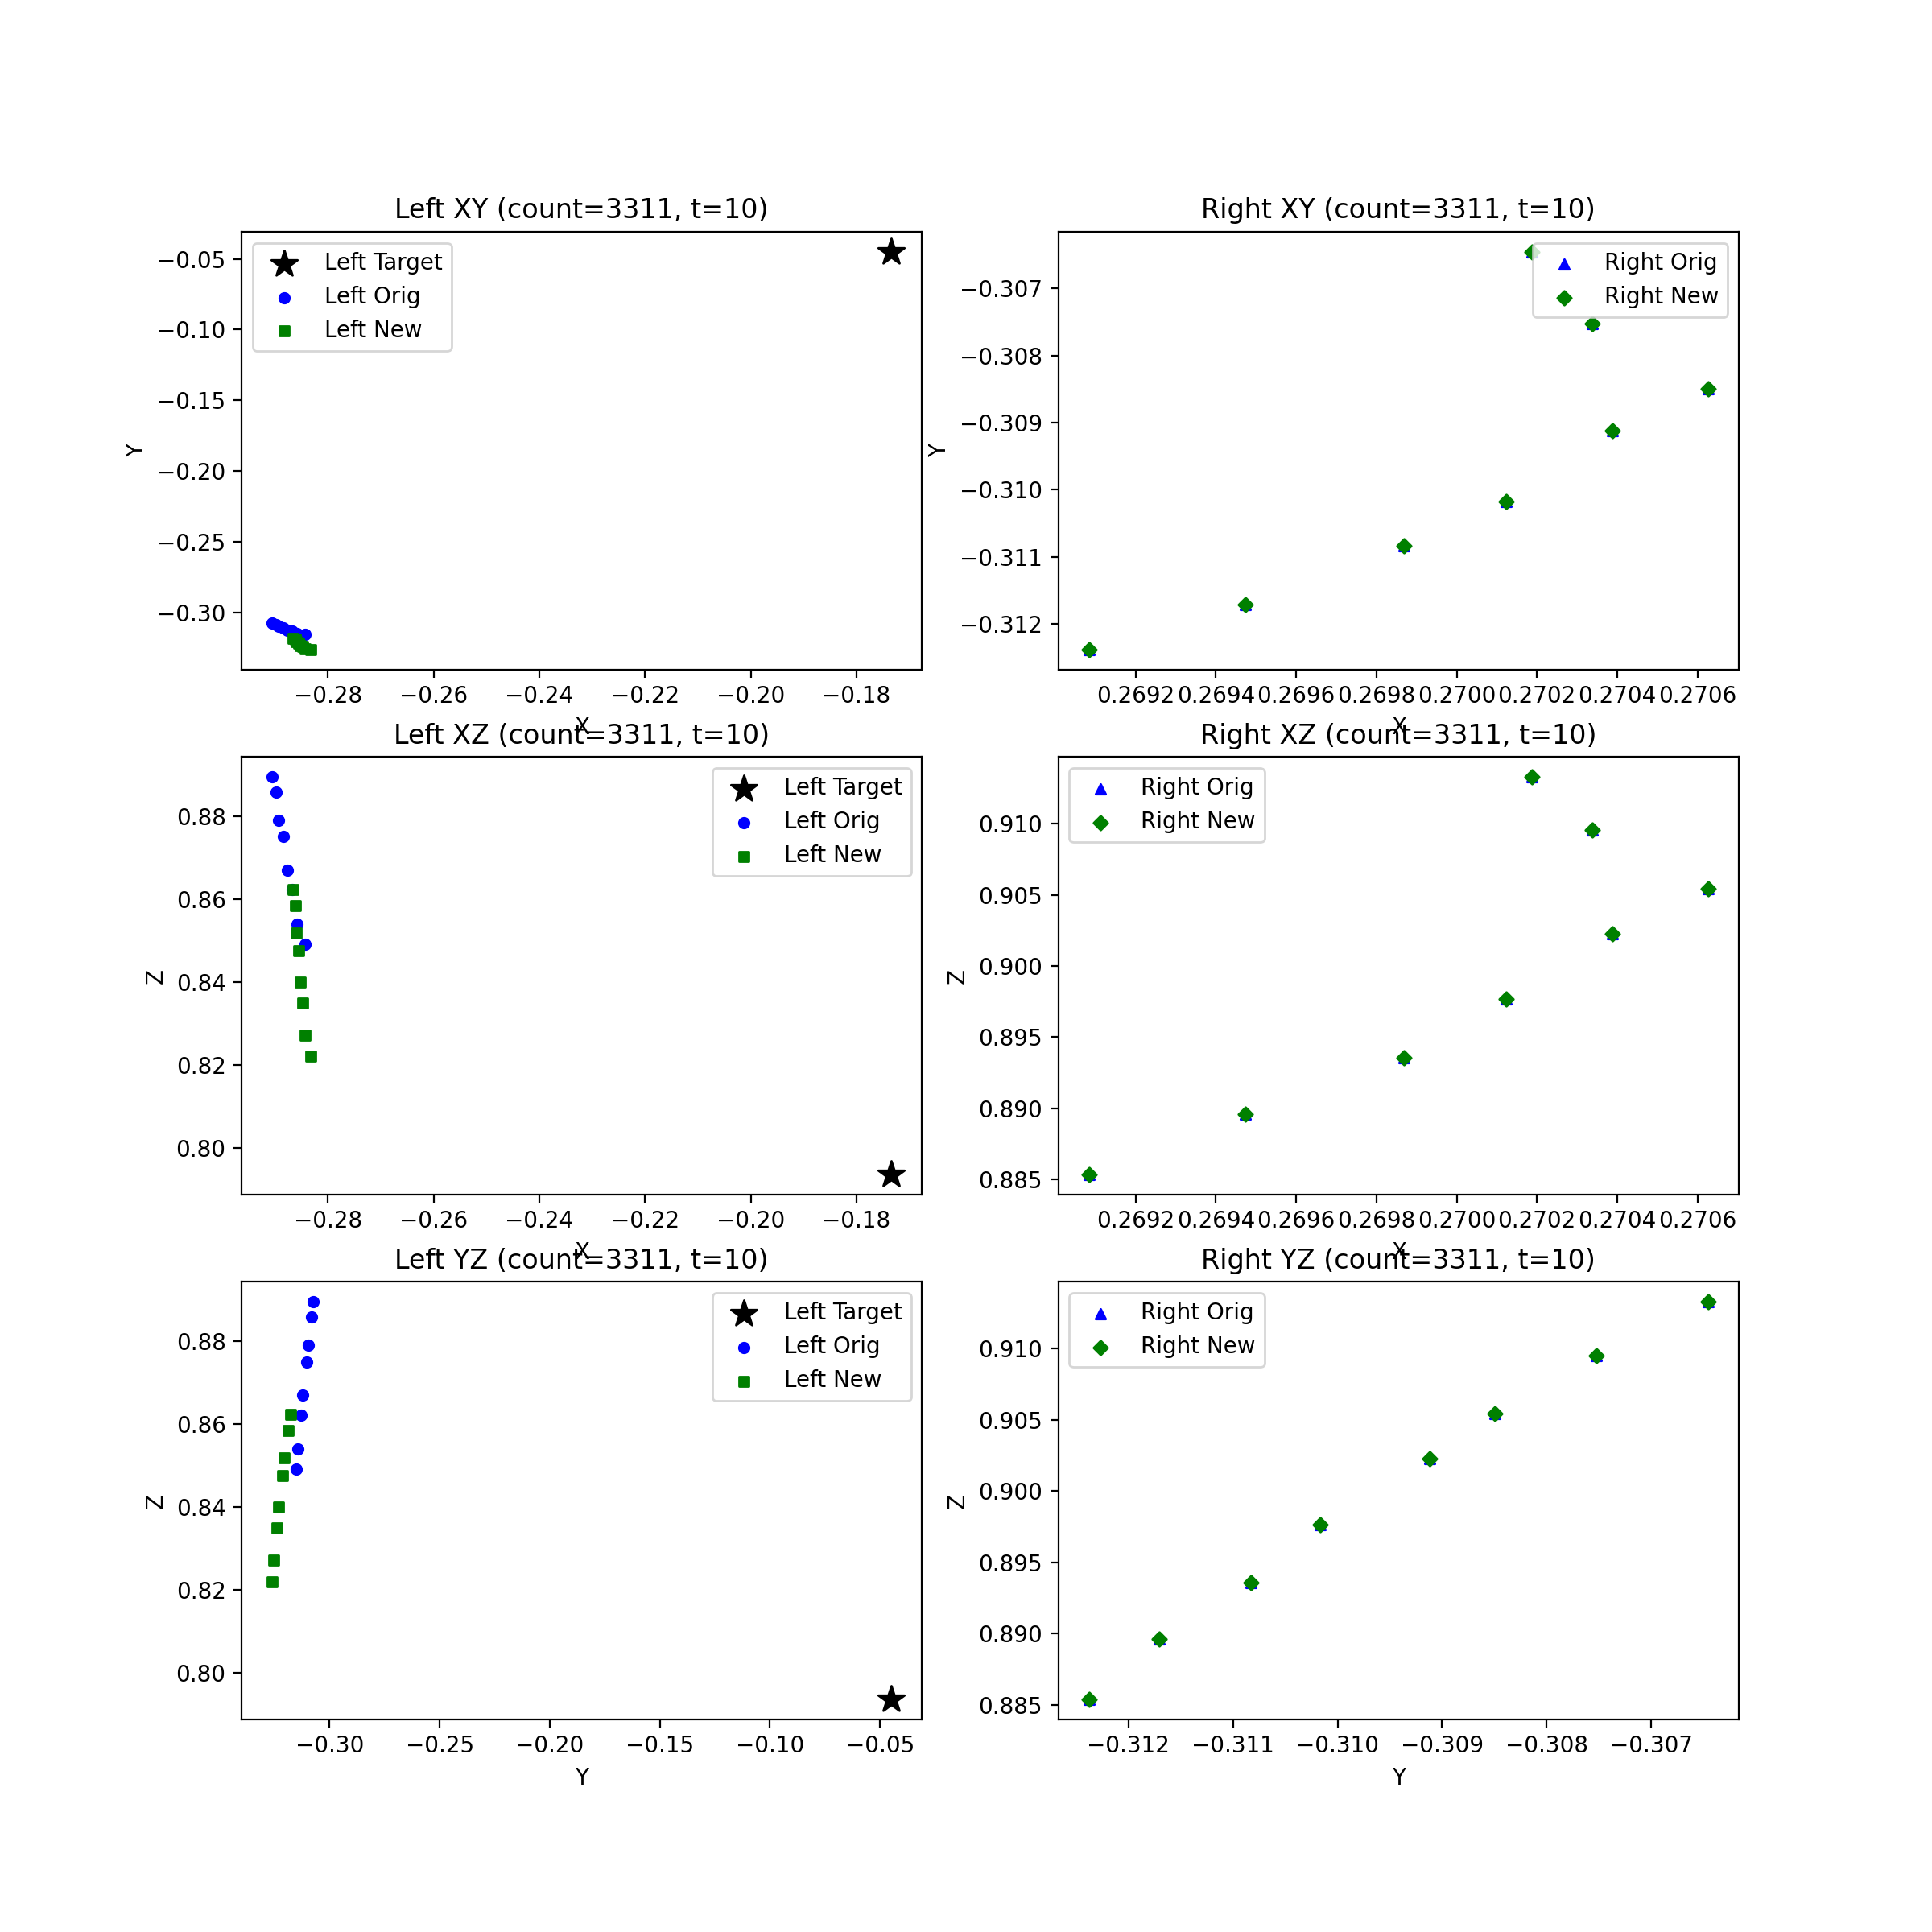 Left XY (count=3311, t=10)
Left Target
Left Orig
Left New
−0.05
−0.10
−0.15
−0.20
−0.25
−0.30
Y
−0.28 −0.26 −0.24 −0.22 −0.20 −0.18
X
Right XY (count=3311, t=10)
Right Orig
Right New
−0.307
−0.308
−0.309
−0.310
−0.311
−0.312
Y
0.2692 0.2694 0.2696 0.2698 0.2700 0.2702 0.2704 0.2706
X
Left XZ (count=3311, t=10)
Left Target
Left Orig
Left New
0.88
0.86
0.84
0.82
0.80
Z
−0.28 −0.26 −0.24 −0.22 −0.20 −0.18
X
Right XZ (count=3311, t=10)
Right Orig
Right New
0.910
0.905
0.900
0.895
0.890
0.885
Z
0.2692 0.2694 0.2696 0.2698 0.2700 0.2702 0.2704 0.2706
X
Left YZ (count=3311, t=10)
Left Target
Left Orig
Left New
0.88
0.86
0.84
0.82
0.80
Z
−0.30 −0.25 −0.20 −0.15 −0.10 −0.05
Y
Right YZ (count=3311, t=10)
Right Orig
Right New
0.910
0.905
0.900
0.895
0.890
0.885
Z
−0.312 −0.311 −0.310 −0.309 −0.308 −0.307
Y